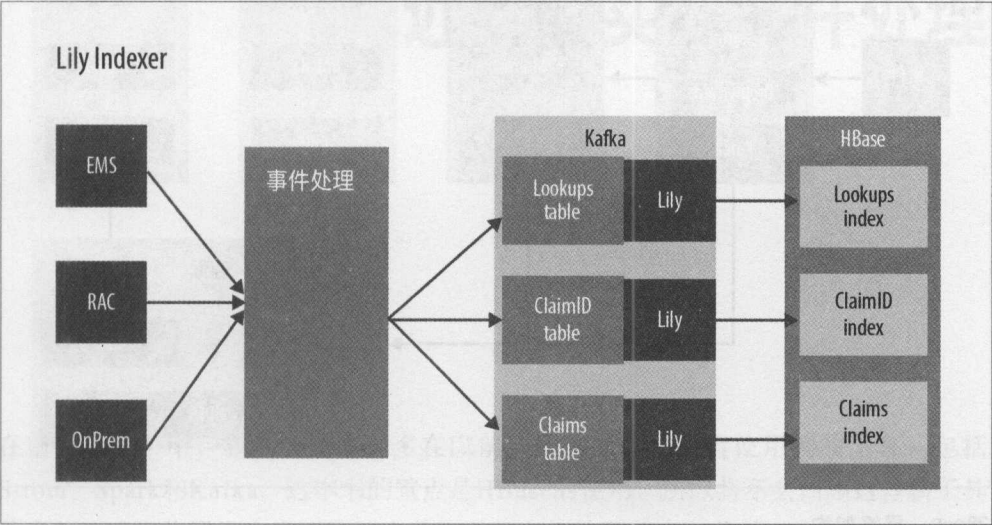 Lily Indexer
EMS
RAC
OnPrem
事件处理
Kafka
Lookups
table
Lily
ClaimID
table
Lily
Claims
table
Lily
HBase
Lookups
index
ClaimID
index
Claims
index